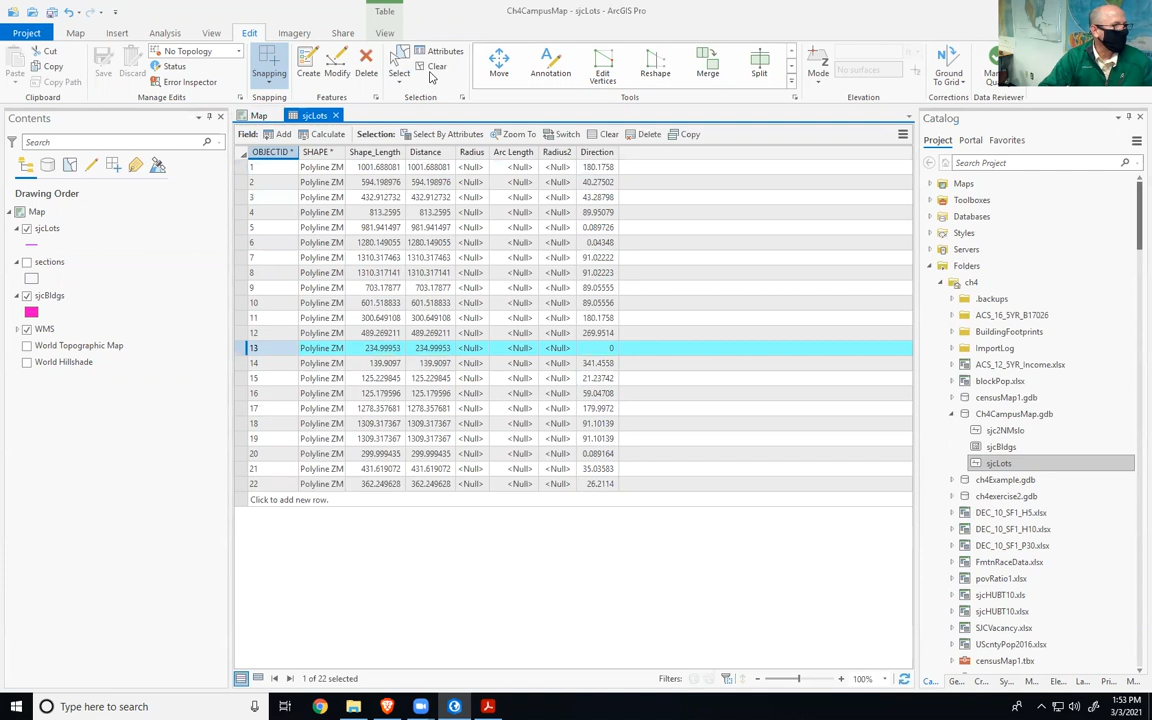 Table
Ch4CampusMap - sjcLots - ArcGIS Pro
Project Map Insert Analysis View Edit Imagery Share View
Paste Cut Copy Copy Path
Clipboard
Save Discard No Topology Status Error Inspector
Manage Edits
Snapping
Snapping
Create Modify Delete
Features
Select Attributes Clear
Selection
Move Annotation Edit Vertices Reshape Merge Split
Tools
Mode No surfaces
Elevation
Ground To Grid
Corrections
Data Reviewer
Contents
Search
Drawing Order
Map
sjcLots
sections
sjcBldgs
WMS
World Topographic Map
World Hillshade
Map sjcLots
Field: Add Calculate Selection: Select By Attributes Zoom To Switch Clear Delete Copy
OBJECTID * SHAPE * Shape_Length Distance Radius Arc Length Radius2 Direction
1 Polyline ZM 1001.688081 1001.688081 <Null> <Null> <Null> 180.1758
2 Polyline ZM 594.198976 594.198976 <Null> <Null> <Null> 40.27502
3 Polyline ZM 432.912732 432.912732 <Null> <Null> <Null> 43.28798
4 Polyline ZM 813.2595 813.2595 <Null> <Null> <Null> 89.95079
5 Polyline ZM 981.941497 981.941497 <Null> <Null> <Null> 0.089726
6 Polyline ZM 1280.149055 1280.149055 <Null> <Null> <Null> 0.04348
7 Polyline ZM 1310.317463 1310.317463 <Null> <Null> <Null> 91.02222
8 Polyline ZM 1310.317141 1310.317141 <Null> <Null> <Null> 91.02223
9 Polyline ZM 703.17877 703.17877 <Null> <Null> <Null> 89.05555
10 Polyline ZM 601.518833 601.518833 <Null> <Null> <Null> 89.05556
11 Polyline ZM 300.649108 300.649108 <Null> <Null> <Null> 180.1758
12 Polyline ZM 489.269211 489.269211 <Null> <Null> <Null> 269.9514
13 Polyline ZM 234.99953 234.99953 <Null> <Null> <Null> 0
14 Polyline ZM 139.9097 139.9097 <Null> <Null> <Null> 341.4558
15 Polyline ZM 125.229845 125.229845 <Null> <Null> <Null> 21.23742
16 Polyline ZM 125.179596 125.179596 <Null> <Null> <Null> 59.04708
17 Polyline ZM 1278.357681 1278.357681 <Null> <Null> <Null> 179.9972
18 Polyline ZM 1309.317367 1309.317367 <Null> <Null> <Null> 91.10139
19 Polyline ZM 1309.317367 1309.317367 <Null> <Null> <Null> 91.10139
20 Polyline ZM 299.999435 299.999435 <Null> <Null> <Null> 0.089164
21 Polyline ZM 431.619072 431.619072 <Null> <Null> <Null> 35.03583
22 Polyline ZM 362.249628 362.249628 <Null> <Null> <Null> 26.2114
Click to add new row.
1 of 22 selected Filters: 100%
Catalog
Project Portal Favorites
Search Project
Maps
Toolboxes
Databases
Styles
Servers
Folders
ch4
.backups
ACS_16_5YR_B17026
BuildingFootprints
ImportLog
ACS_12_5YR_Income.xlsx
blockPop.xlsx
censusMap1.gdb
Ch4CampusMap.gdb
sjc2NMslo
sjcBldgs
sjcLots
ch4Example.gdb
ch4exercise2.gdb
DEC_10_SF1_H5.xlsx
DEC_10_SF1_H10.xlsx
DEC_10_SF1_P30.xlsx
FmtnRaceData.xlsx
povRatio1.xlsx
sjcHUBT10.xls
sjcHUBT10.xlsx
SJCVacancy.xlsx
UScntyPop2016.xlsx
censusMap1.tbx
Ca... Ge... Cr... Sy... M... Ele... La... Pri... M...
Type here to search
1:53 PM
3/3/2021